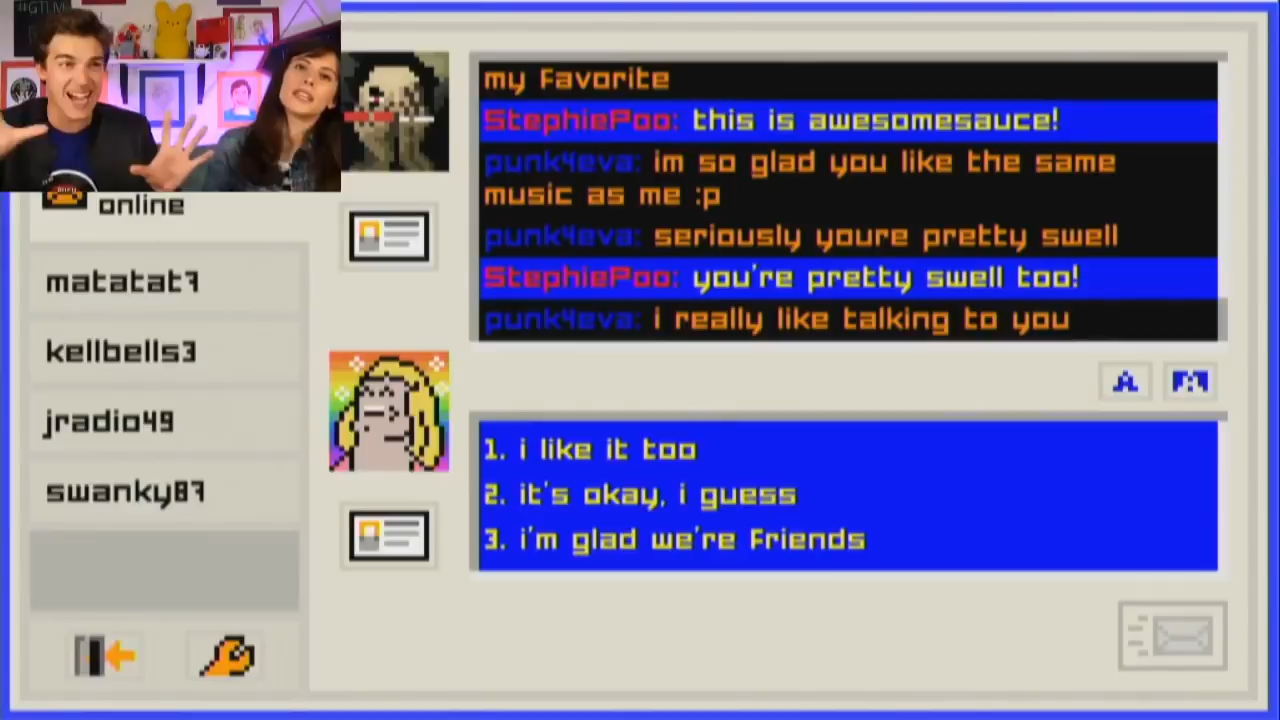 #GTLM
online
matatat7
kellbells3
jradio49
swanky87
my Favorite
StephiePoo: this is awesomesauce!
punk4eva: im so glad you like the same
music as me :p
punk4eva: seriously youre pretty swell
StephiePoo: you're pretty swell too!
punk4eva: i really like talking to you
A
1. i like it too
2. it's okay, i guess
3. i'm glad we're Friends